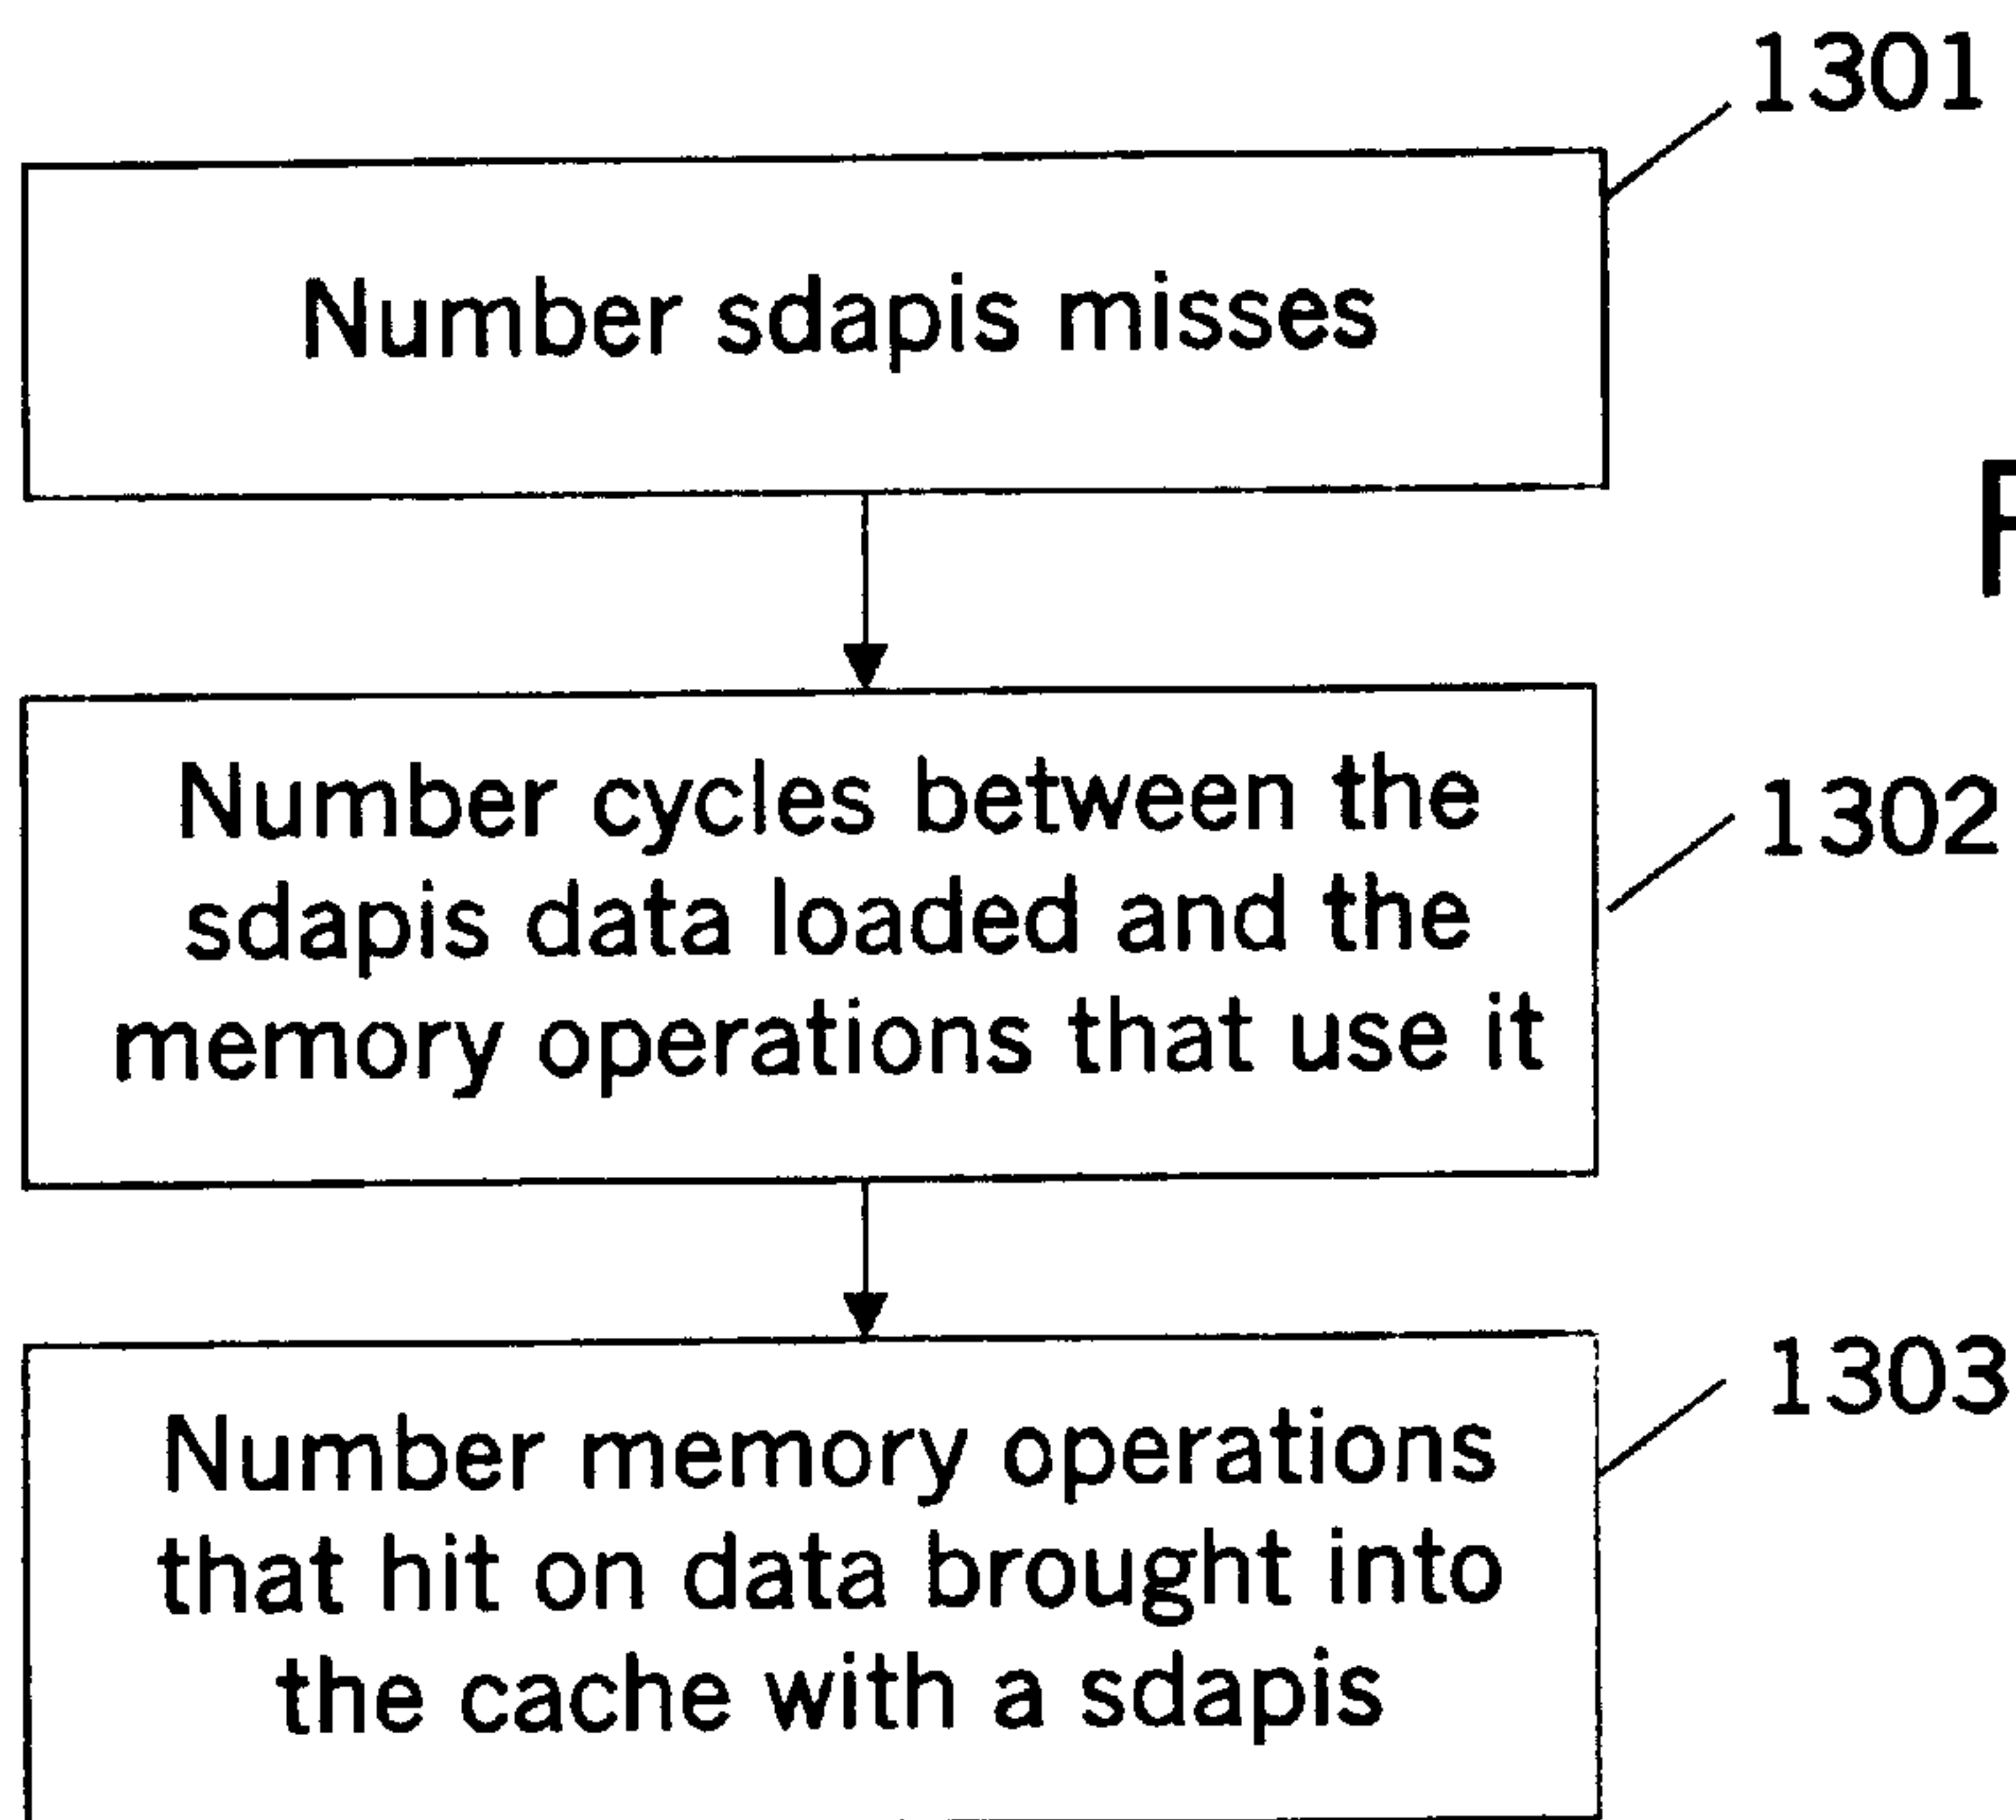 1301
Number sdapis misses
Number cycles between the
sdapis data loaded and the
memory operations that use it
1302
Number memory operations
that hit on data brought into
the cache with a sdapis
1303